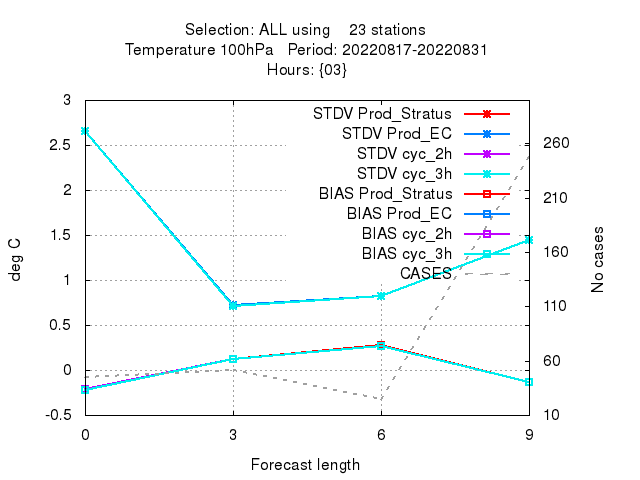 Selection: ALL using    23 stations
Temperature 100hPa   Period: 20220817-20220831
Hours: {03}
3
2.5
2
1.5
1
0.5
0
-0.5
deg C
STDV Prod_Stratus
STDV Prod_EC
STDV cyc_2h
STDV cyc_3h
BIAS Prod_Stratus
BIAS Prod_EC
BIAS cyc_2h
BIAS cyc_3h
CASES
260
210
160
110
60
10
No cases
0 3 6 9
Forecast length